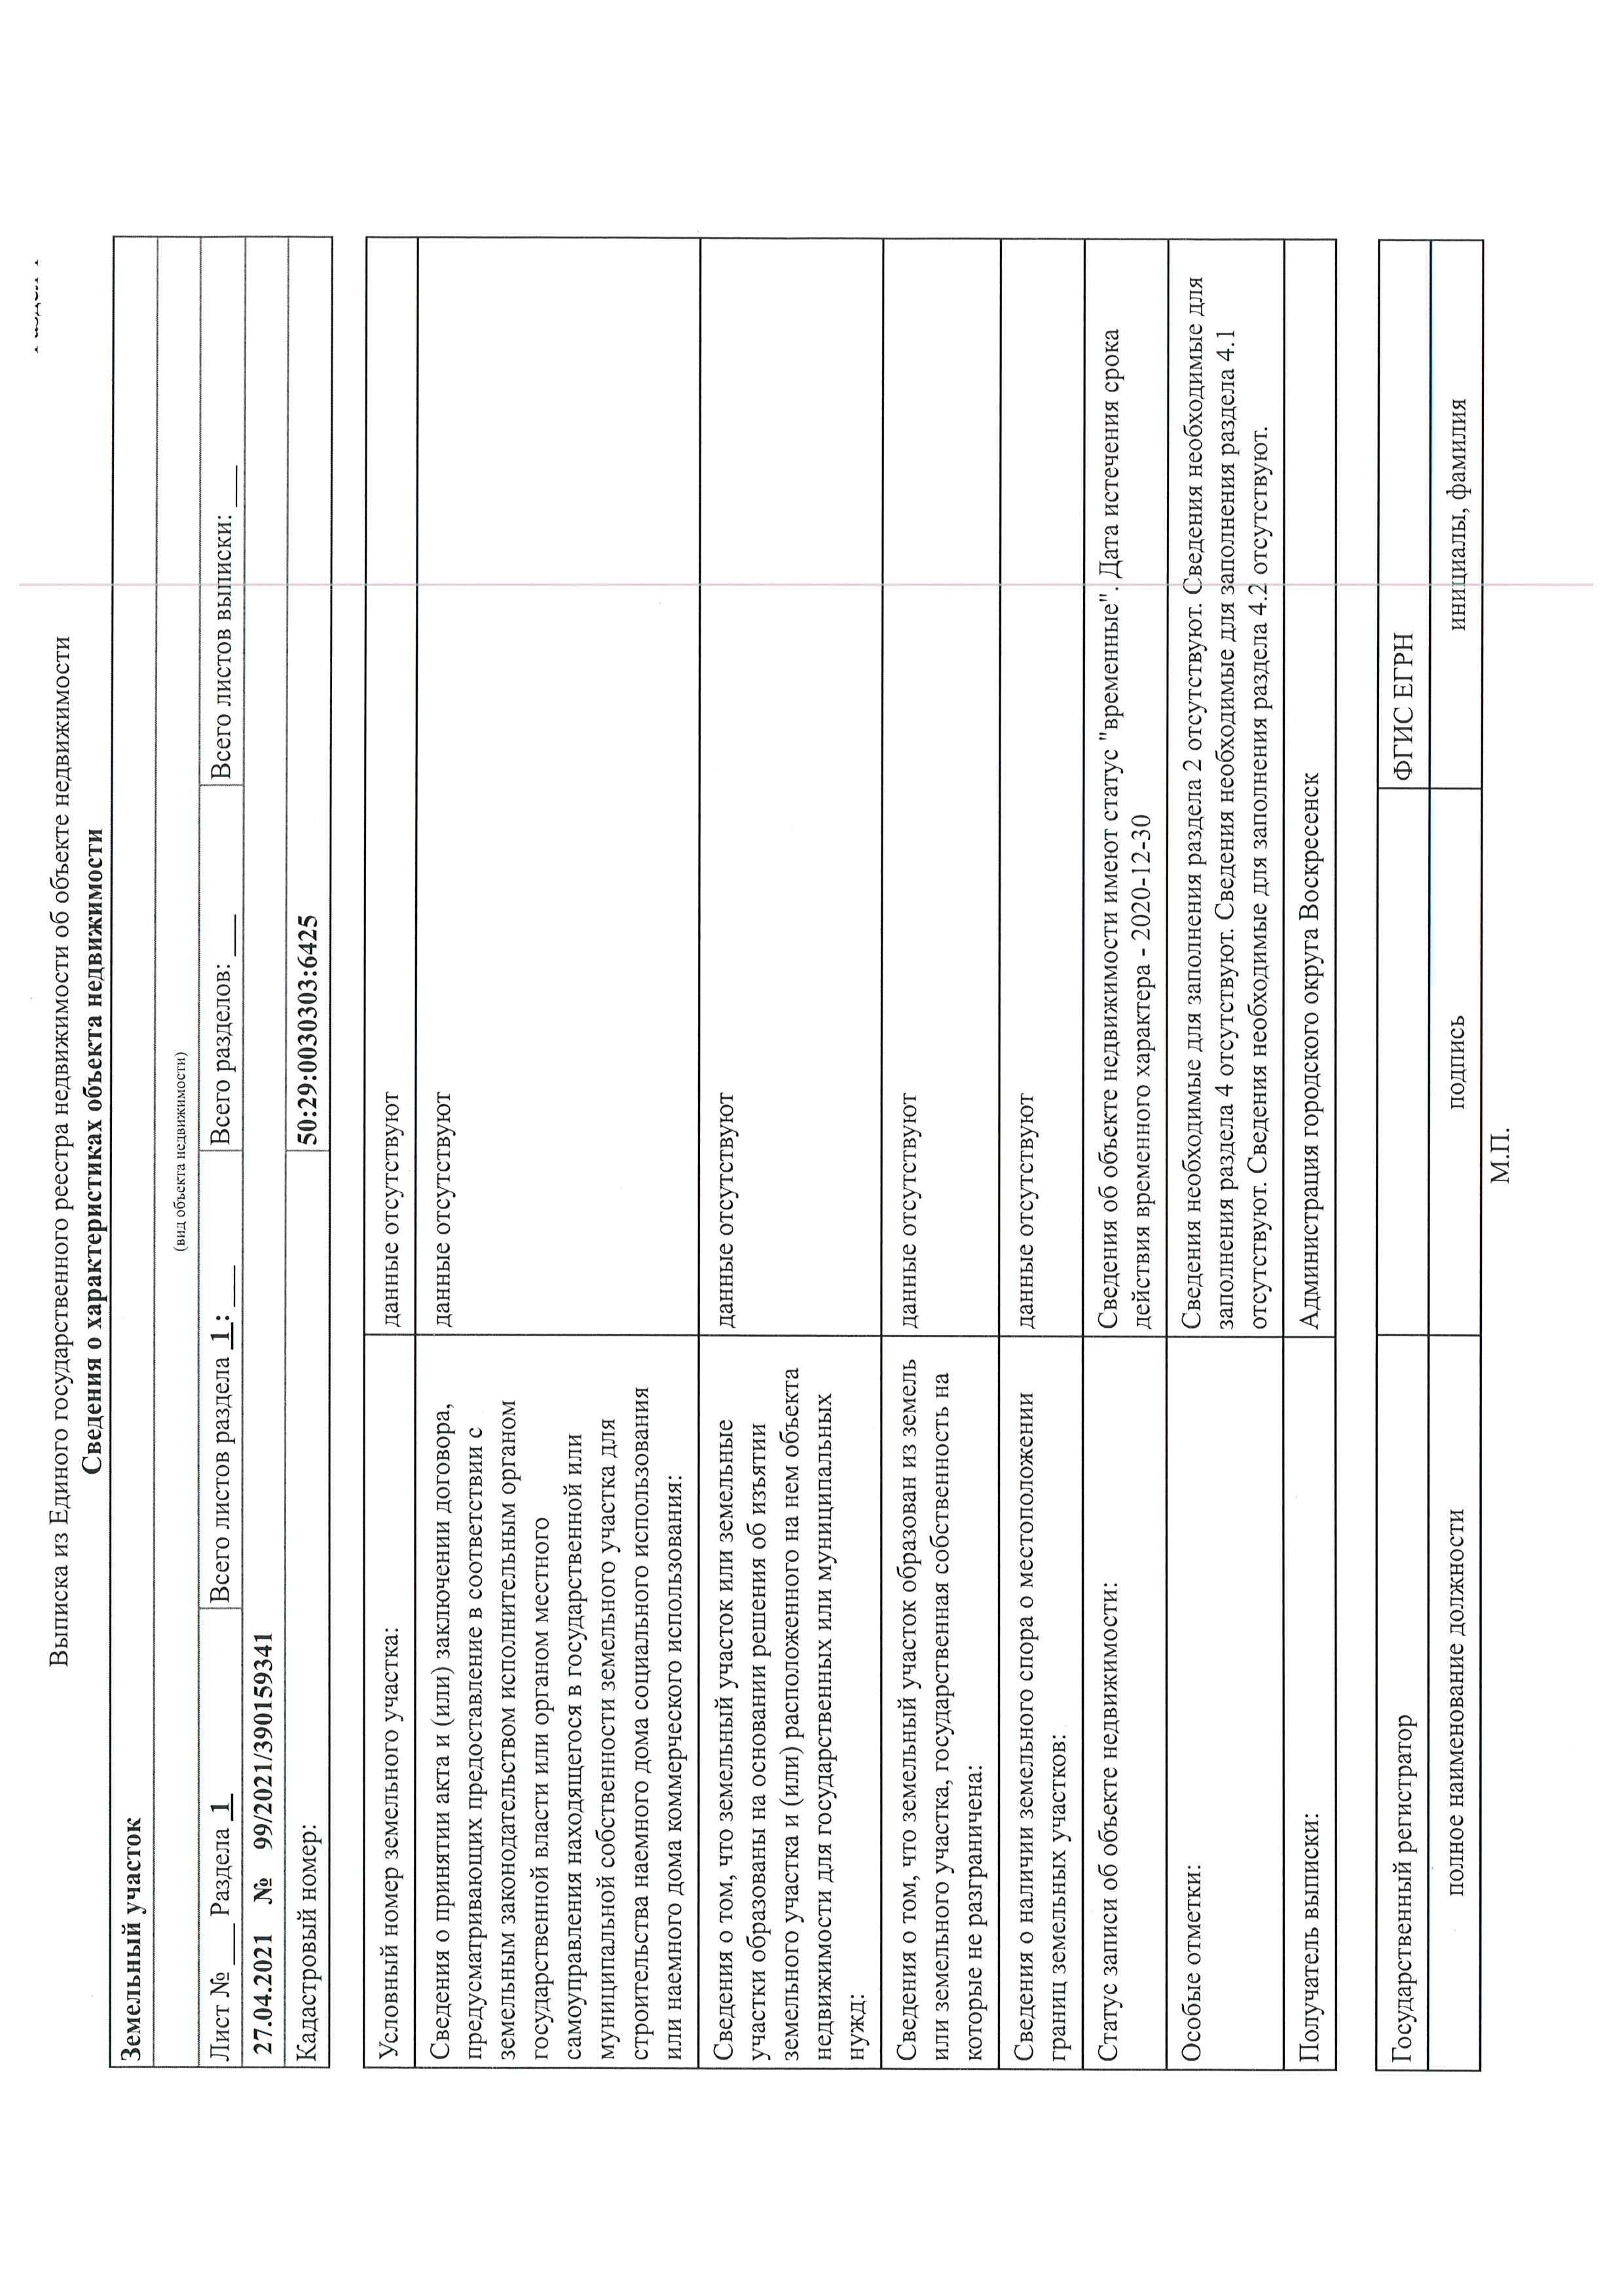 Выписка из Единого государственного реестра недвижимости об объекте недвижимости
Сведения о характеристиках объекта недвижимости
Земельный участок
(вид объекта недвижимости)
Лист № ___ Раздела 1 Всего листов раздела 1 : ___ Всего разделов: ___ Всего листов выписки: ___
27.04.2021 № 99/2021/390159341
Кадастровый номер: 50:29:0030303:6425
Условный номер земельного участка: данные отсутствуют
Сведения о принятии акта и (или) заключении договора, данные отсутствуют
предусматривающих предоставление в соответствии с
земельным законодательством исполнительным органом
государственной власти или органом местного
самоуправления находящегося в государственной или
муниципальной собственности земельного участка для
строительства наемного дома социального использования
или наемного дома коммерческого использования:
Сведения о том, что земельный участок или земельные данные отсутствуют
участки образованы на основании решения об изъятии
земельного участка и (или) расположенного на нем объекта
недвижимости для государственных или муниципальных
нужд:
Сведения о том, что земельный участок образован из земель данные отсутствуют
или земельного участка, государственная собственность на
которые не разграничена:
Сведения о наличии земельного спора о местоположении данные отсутствуют
границ земельных участков:
Статус записи об объекте недвижимости: Сведения об объекте недвижимости имеют статус "временные". Дата истечения срока
действия временного характера - 2020-12-30
Особые отметки: Сведения необходимые для заполнения раздела 2 отсутствуют. Сведения необходимые для
заполнения раздела 4 отсутствуют. Сведения необходимые для заполнения раздела 4.1
отсутствуют. Сведения необходимые для заполнения раздела 4.2 отсутствуют.
Получатель выписки: Администрация городского округа Воскресенск
Государственный регистратор ФГИС ЕГРН
полное наименование должности подпись инициалы, фамилия
М.П.